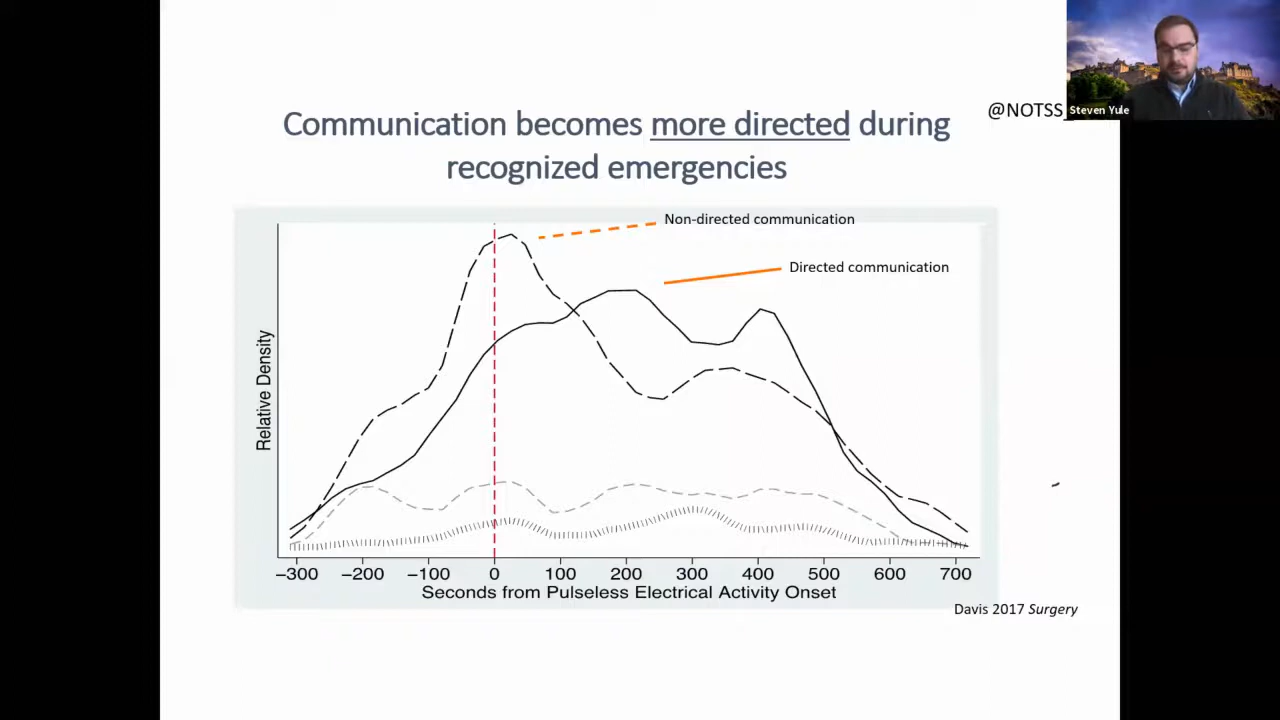 Communication becomes more directed during
recognized emergencies
@NOTSS_
Steven Yule
Non-directed communication
Directed communication
Relative Density
−300 −200 −100 0 100 200 300 400 500 600 700
Seconds from Pulseless Electrical Activity Onset
Davis 2017 Surgery